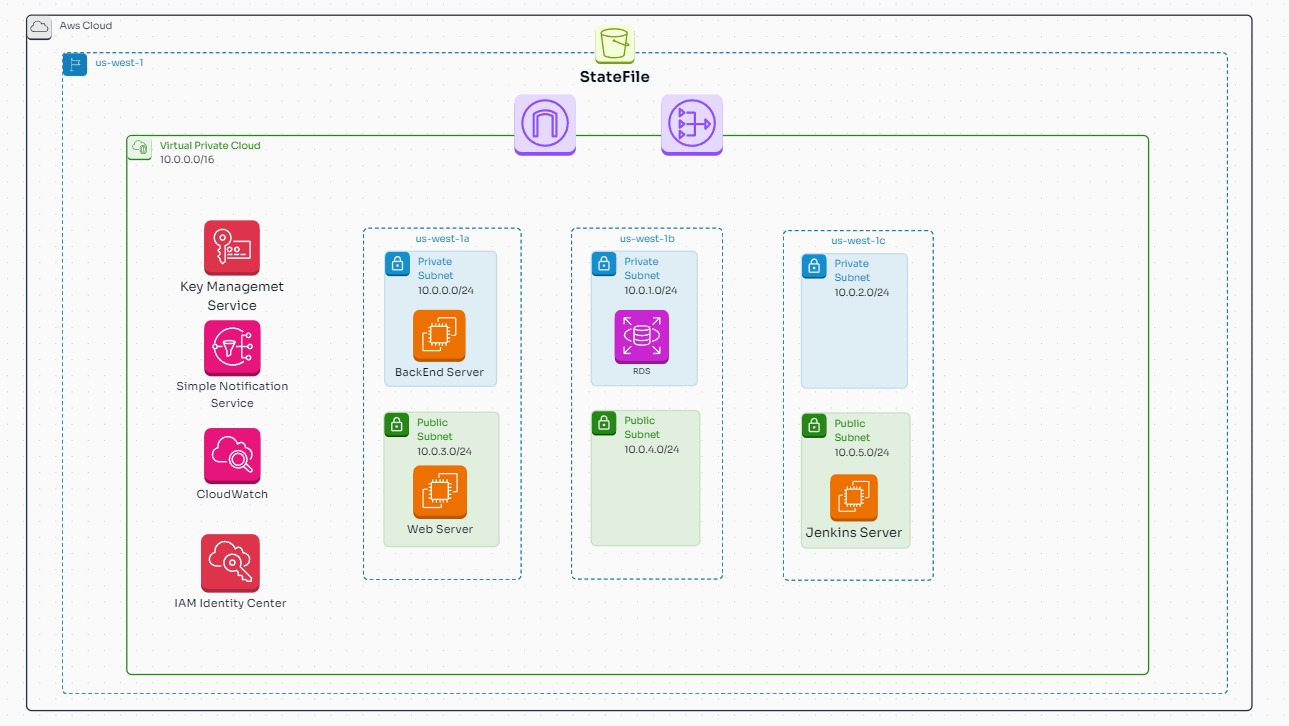 Aws Cloud
us-west-1
StateFile
Virtual Private Cloud
10.0.0.0/16
Key Managemet
Service
Simple Notification
Service
CloudWatch
IAM Identity Center
us-west-1a
Private
Subnet
10.0.0.0/24
BackEnd Server
Public
Subnet
10.0.3.0/24
Web Server
us-west-1b
Private
Subnet
10.0.1.0/24
RDS
Public
Subnet
10.0.4.0/24
us-west-1c
Private
Subnet
10.0.2.0/24
Public
Subnet
10.0.5.0/24
Jenkins Server